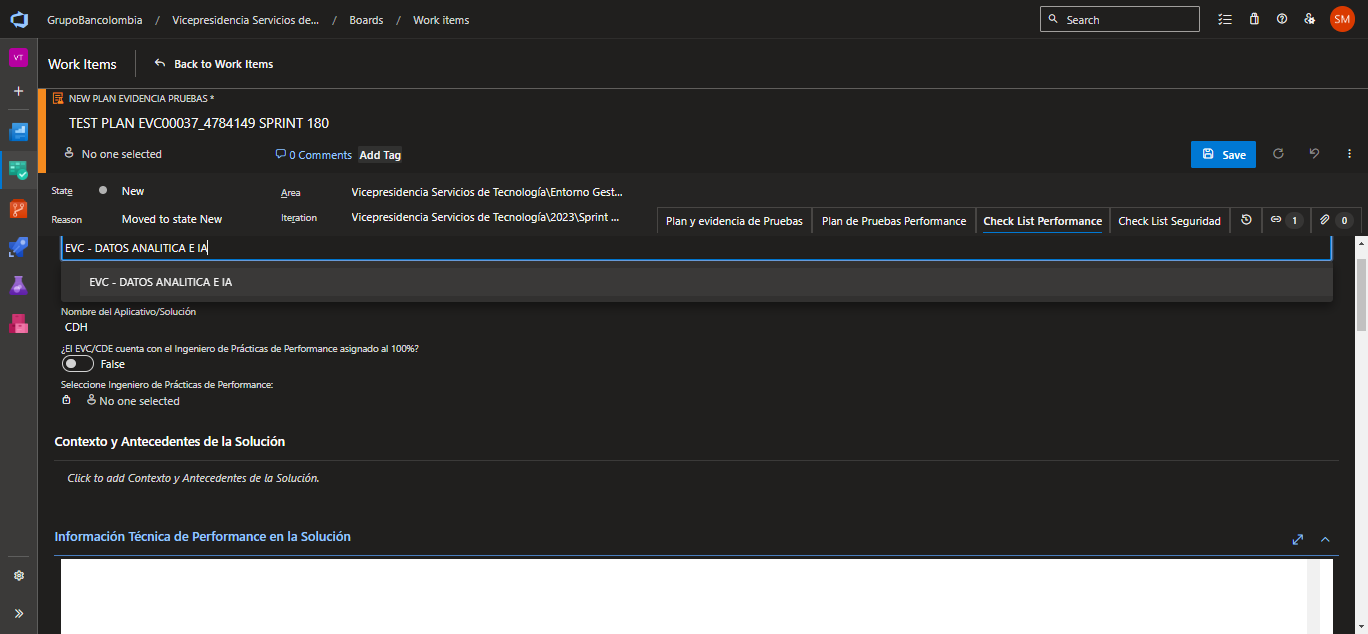 GrupoBancolombia / Vicepresidencia Servicios de... / Boards / Work items
Search
SM
VT
Work Items
Back to Work Items
NEW PLAN EVIDENCIA PRUEBAS *
TEST PLAN EVC00037_4784149 SPRINT 180
No one selected
0 Comments
Add Tag
Save
State
New
Area
Vicepresidencia Servicios de Tecnología\Entorno Gest...
Reason
Moved to state New
Iteration
Vicepresidencia Servicios de Tecnología\2023\Sprint ...
Plan y evidencia de Pruebas
Plan de Pruebas Performance
Check List Performance
Check List Seguridad
1
0
EVC - DATOS ANALITICA E IA
EVC - DATOS ANALITICA E IA
Nombre del Aplicativo/Solución
CDH
¿El EVC/CDE cuenta con el Ingeniero de Prácticas de Performance asignado al 100%?
False
Seleccione Ingeniero de Prácticas de Performance:
No one selected
Contexto y Antecedentes de la Solución
Click to add Contexto y Antecedentes de la Solución.
Información Técnica de Performance en la Solución